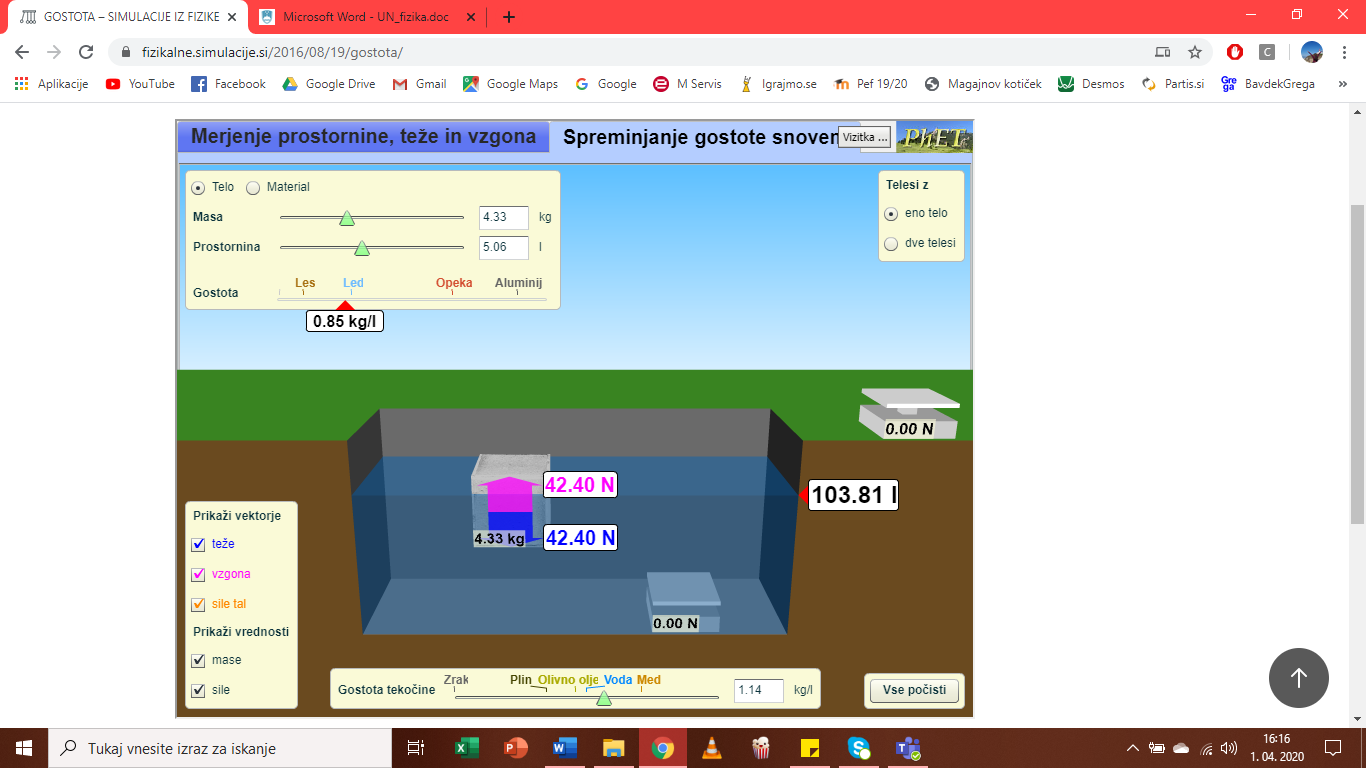 GOSTOTA – SIMULACIJE IZ FIZIKE
Microsoft Word - UN_fizika.doc
fizikalne.simulacije.si/2016/08/19/gostota/
Aplikacije YouTube Facebook Google Drive Gmail Google Maps Google M Servis Igrajmo.se Pef 19/20 Magajnov kotiček Desmos Partis.si Gre ga BavdekGrega »
Merjenje prostornine, teže in vzgona
Spreminjanje gostote snovem
Vizitka ...
PhET
Telo Material
Masa 4.33 kg
Prostornina 5.06 l
Les Led Opeka Aluminij
Gostota
0.85 kg/l
Telesi z
eno telo
dve telesi
0.00 N
42.40 N
103.81 l
4.33 kg
42.40 N
0.00 N
Prikaži vektorje
teže
vzgona
sile tal
Prikaži vrednosti
mase
sile
Zrak Plin Olivno olje Voda Med
Gostota tekočine 1.14 kg/l
Vse počisti
Tukaj vnesite izraz za iskanje
16:16
1. 04. 2020